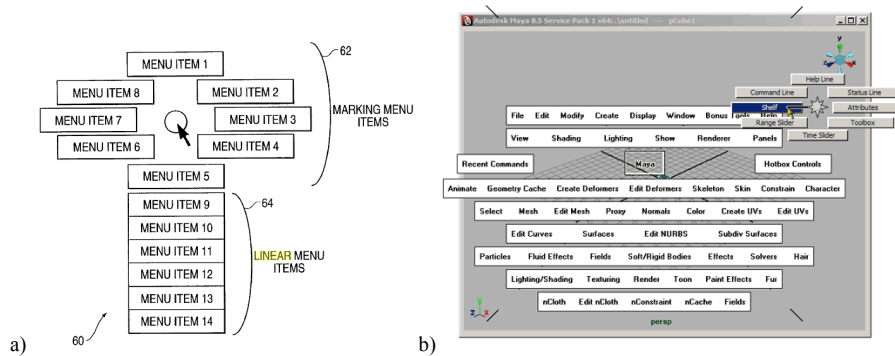 62
MENU ITEM 1
MENU ITEM 8
MENU ITEM 2
MENU ITEM 7
MENU ITEM 3
MENU ITEM 6
MENU ITEM 4
MENU ITEM 5
MARKING MENU
ITEMS
64
MENU ITEM 9
MENU ITEM 10
MENU ITEM 11
MENU ITEM 12
MENU ITEM 13
MENU ITEM 14
LINEAR MENU
ITEMS
60
a)
b)
Autodesk Maya 8.5 Service Pack 1 x64: .\untitled --- pCube1
y
z x
Help Line
Command Line Status Line
Shelf Attributes
Range Slider Toolbox
Time Slider
File Edit Modify Create Display Window Bonus Tools Help
View Shading Lighting Show Renderer Panels
Recent Commands Maya Hotbox Controls
Animate Geometry Cache Create Deformers Edit Deformers Skeleton Skin Constrain Character
Select Mesh Edit Mesh Proxy Normals Color Create UVs Edit UVs
Edit Curves Surfaces Edit NURBS Subdiv Surfaces
Particles Fluid Effects Fields Soft/Rigid Bodies Effects Solvers Hair
Lighting/Shading Texturing Render Toon Paint Effects Fur
nCloth Edit nCloth nConstraint nCache Fields
y
z x
persp